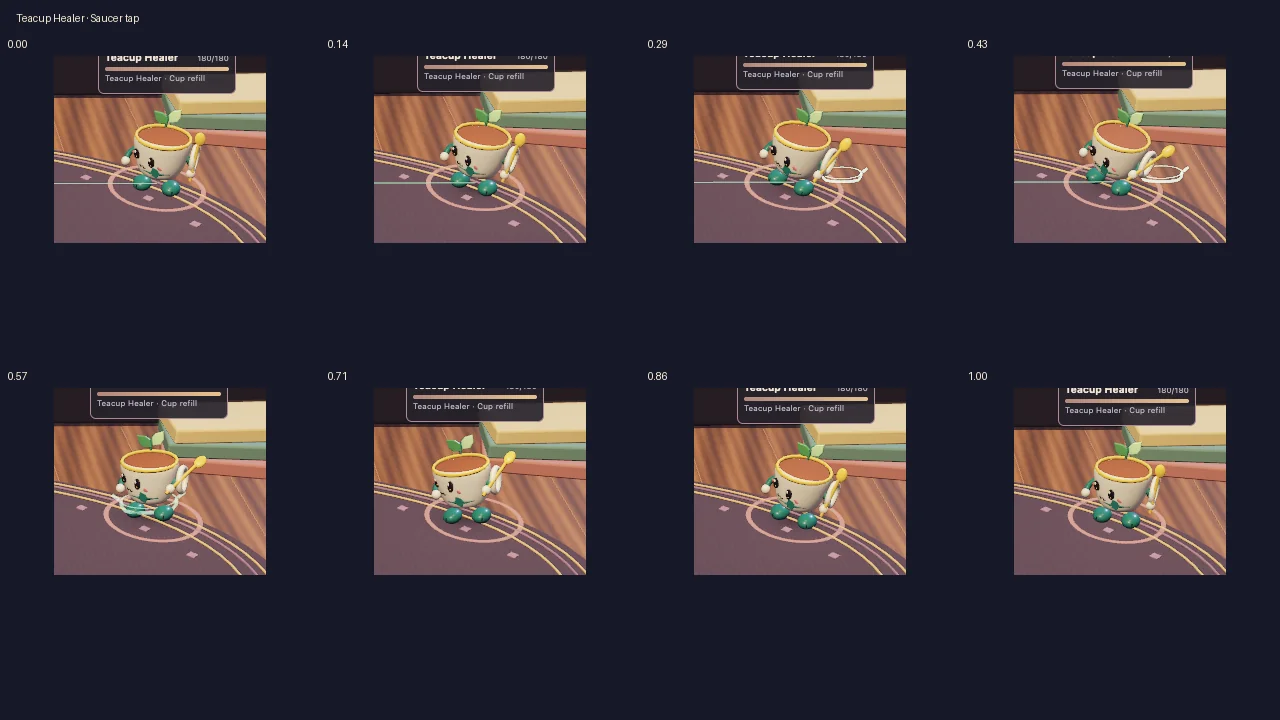 Teacup Healer · Saucer tap
0.00
0.14
0.29
0.43
Teacup Healer 180/180
Teacup Healer · Cup refill
Teacup Healer 180/180
Teacup Healer · Cup refill
Teacup Healer · Cup refill
Teacup Healer · Cup refill
0.57
0.71
0.86
1.00
Teacup Healer · Cup refill
Teacup Healer · Cup refill
Teacup Healer 180/180
Teacup Healer · Cup refill
Teacup Healer 180/180
Teacup Healer · Cup refill